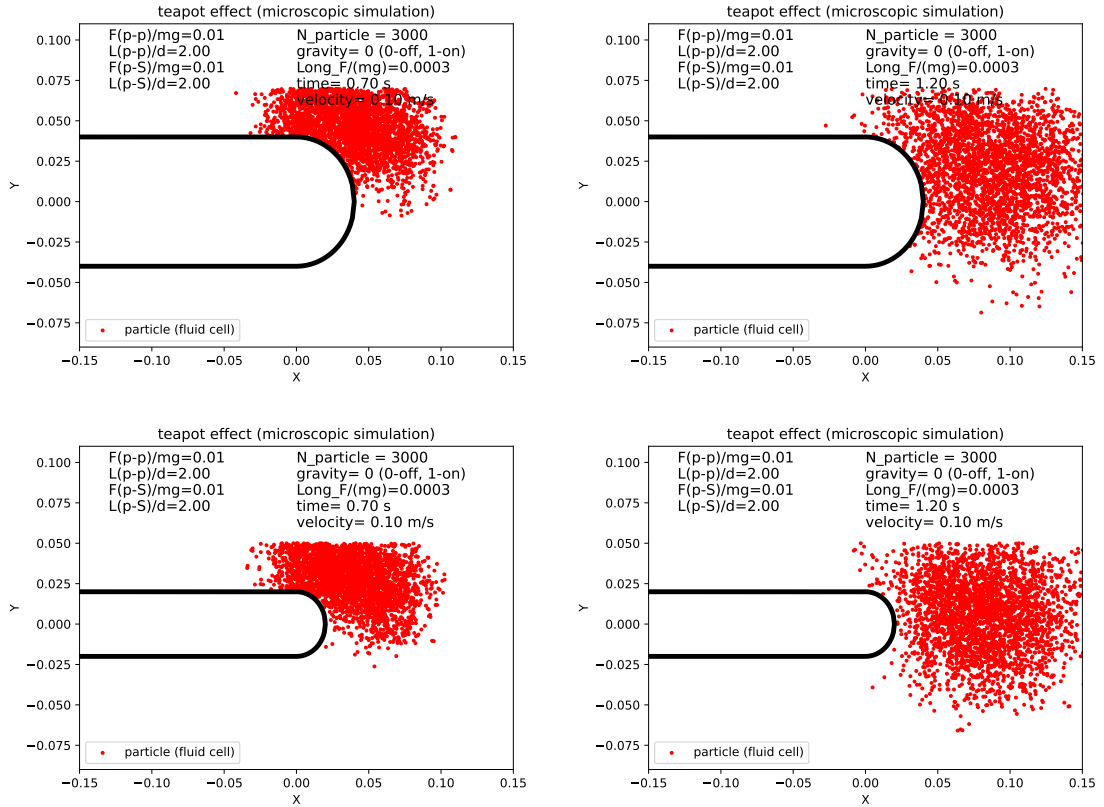 teapot effect (microscopic simulation)
F(p-p)/mg=0.01
L(p-p)/d=2.00
F(p-S)/mg=0.01
L(p-S)/d=2.00
N_particle = 3000
gravity= 0 (0-off, 1-on)
Long_F/(mg)=0.0003
time= 0.70 s
velocity= 0.10 m/s
0.100
0.075
0.050
0.025
0.000
−0.025
−0.050
−0.075
Y
particle (fluid cell)
−0.15
−0.10
−0.05
0.00
0.05
0.10
0.15
X
teapot effect (microscopic simulation)
F(p-p)/mg=0.01
L(p-p)/d=2.00
F(p-S)/mg=0.01
L(p-S)/d=2.00
N_particle = 3000
gravity= 0 (0-off, 1-on)
Long_F/(mg)=0.0003
time= 1.20 s
velocity= 0.10 m/s
0.100
0.075
0.050
0.025
0.000
−0.025
−0.050
−0.075
Y
particle (fluid cell)
−0.15
−0.10
−0.05
0.00
0.05
0.10
0.15
X
teapot effect (microscopic simulation)
F(p-p)/mg=0.01
L(p-p)/d=2.00
F(p-S)/mg=0.01
L(p-S)/d=2.00
N_particle = 3000
gravity= 0 (0-off, 1-on)
Long_F/(mg)=0.0003
time= 0.70 s
velocity= 0.10 m/s
0.100
0.075
0.050
0.025
0.000
−0.025
−0.050
−0.075
Y
particle (fluid cell)
−0.15
−0.10
−0.05
0.00
0.05
0.10
0.15
X
teapot effect (microscopic simulation)
F(p-p)/mg=0.01
L(p-p)/d=2.00
F(p-S)/mg=0.01
L(p-S)/d=2.00
N_particle = 3000
gravity= 0 (0-off, 1-on)
Long_F/(mg)=0.0003
time= 1.20 s
velocity= 0.10 m/s
0.100
0.075
0.050
0.025
0.000
−0.025
−0.050
−0.075
Y
particle (fluid cell)
−0.15
−0.10
−0.05
0.00
0.05
0.10
0.15
X